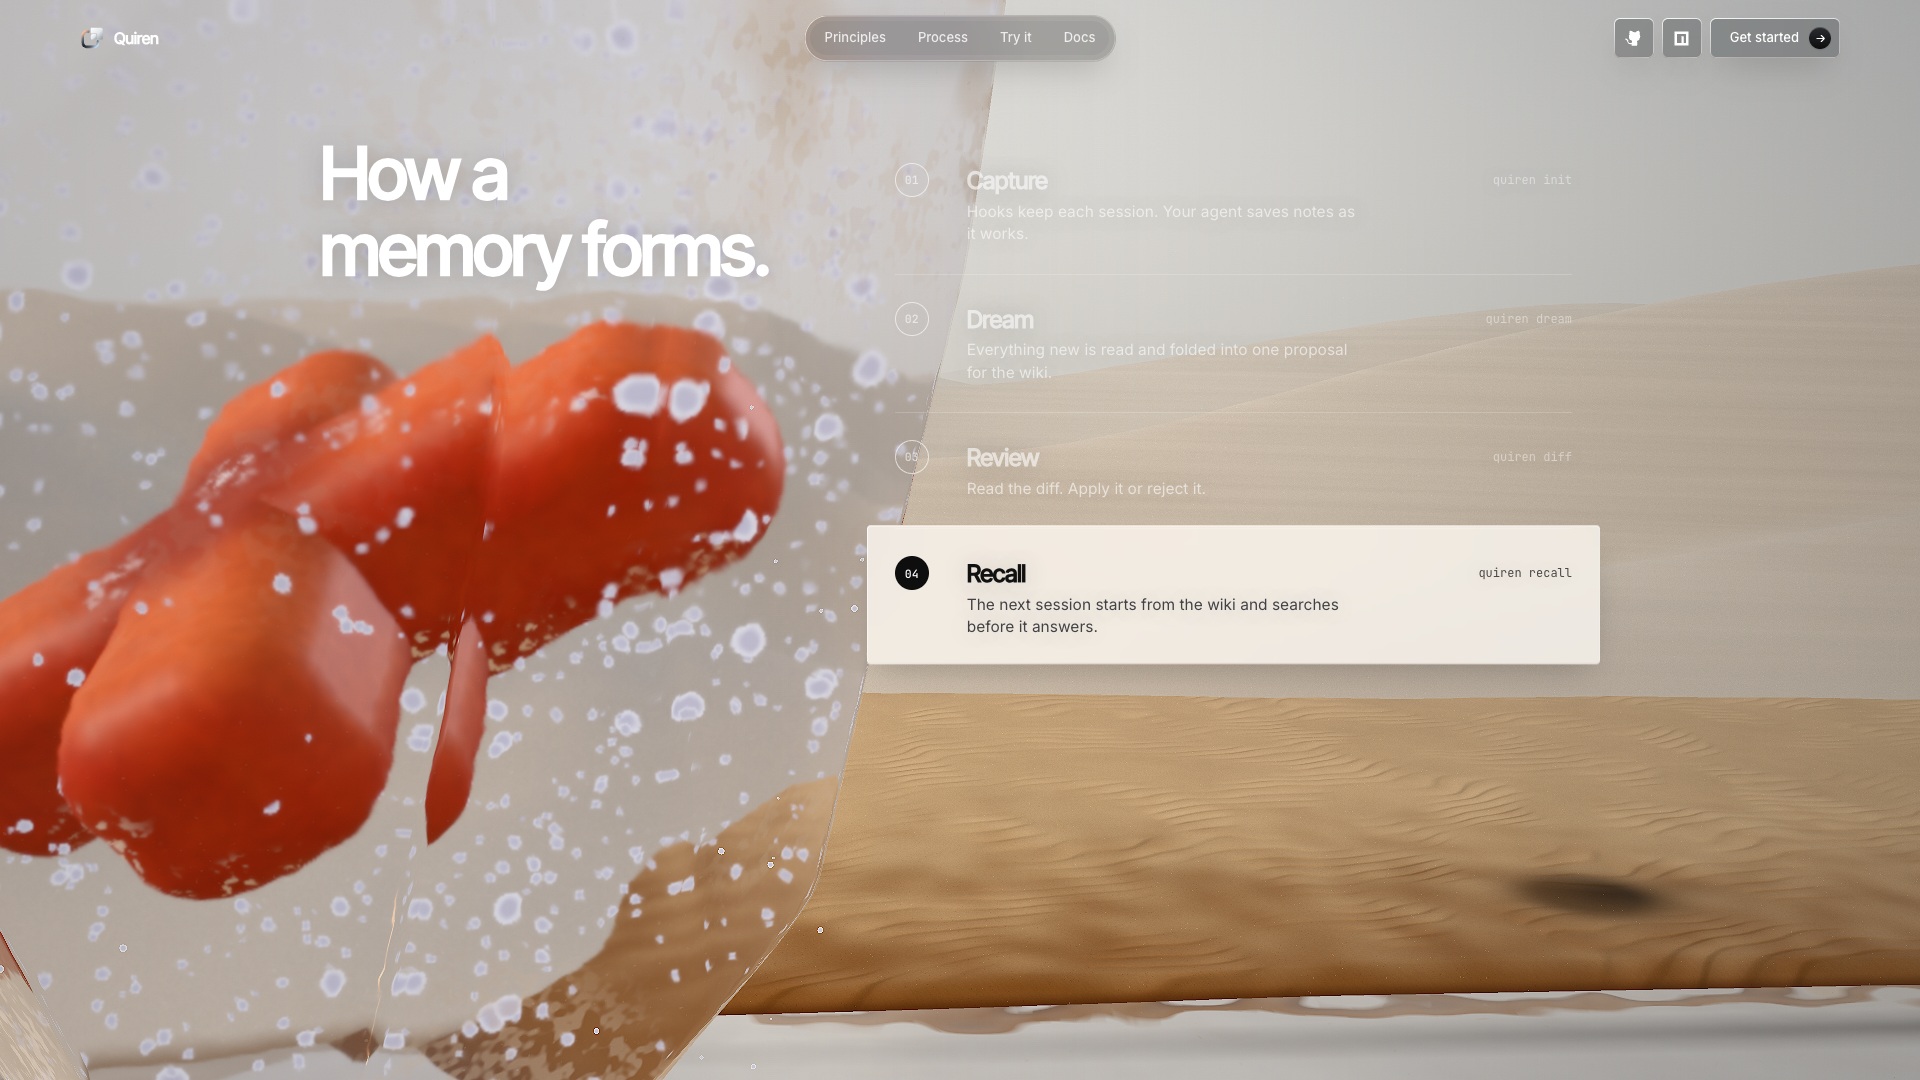 Quiren
Principles
Process
Try it
Docs
Get started
How a
memory forms.
01
Capture
quiren init
Hooks keep each session. Your agent saves notes as
it works.
02
Dream
quiren dream
Everything new is read and folded into one proposal
for the wiki.
03
Review
quiren diff
Read the diff. Apply it or reject it.
04
Recall
quiren recall
The next session starts from the wiki and searches
before it answers.